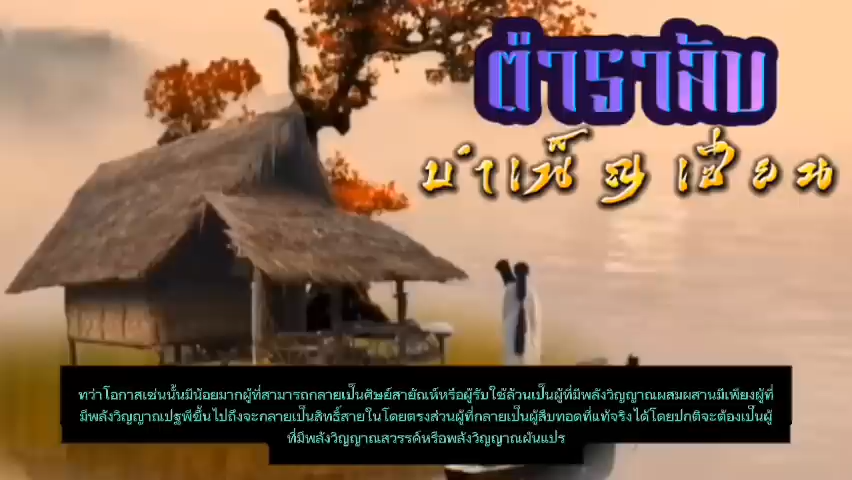 ตำราลับ
บำเพ็ญเซียน
ทว่าโอกาสเช่นนั้นมีน้อยมากผู้ที่สามารถกลายเป็นศิษย์สายัณห์หรือผู้รับใช้ล้วนเป็นผู้ที่มีพลังวิญญาณผสมผสานมีเพียงผู้ที่
มีพลังวิญญาณปฐพีขึ้นไปถึงจะกลายเป็นสิทธิ์สายในโดยตรงส่วนผู้ที่กลายเป็นผู้สืบทอดที่แท้จริงได้โดยปกติจะต้องเป็นผู้
ที่มีพลังวิญญาณสวรรค์หรือพลังวิญญาณผันแปร